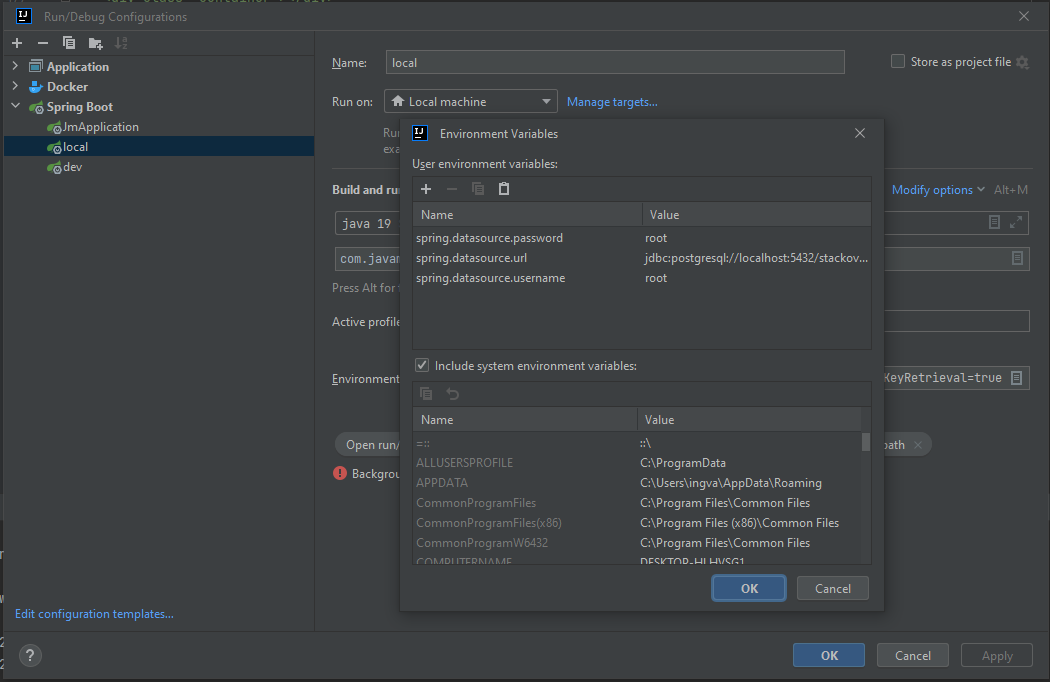 Run/Debug Configurations
Application
Docker
Spring Boot
JmApplication
local
dev
Edit configuration templates...
Name: local
Store as project file
Run on: Local machine Manage targets...
Run
exa
Build and run
Modify options Alt+M
java 19
com.javam
Press Alt for
Active profile
Environment
KeyRetrieval=true
Open run/
path
Backgrou
Environment Variables
User environment variables:
Name Value
spring.datasource.password root
spring.datasource.url jdbc:postgresql://localhost:5432/stackov...
spring.datasource.username root
Include system environment variables:
Name Value
=:: ::\
ALLUSERSPROFILE C:\ProgramData
APPDATA C:\Users\ingva\AppData\Roaming
CommonProgramFiles C:\Program Files\Common Files
CommonProgramFiles(x86) C:\Program Files (x86)\Common Files
CommonProgramW6432 C:\Program Files\Common Files
COMPUTERNAME DESKTOP-HLHVSG1
OK Cancel
? OK Cancel Apply